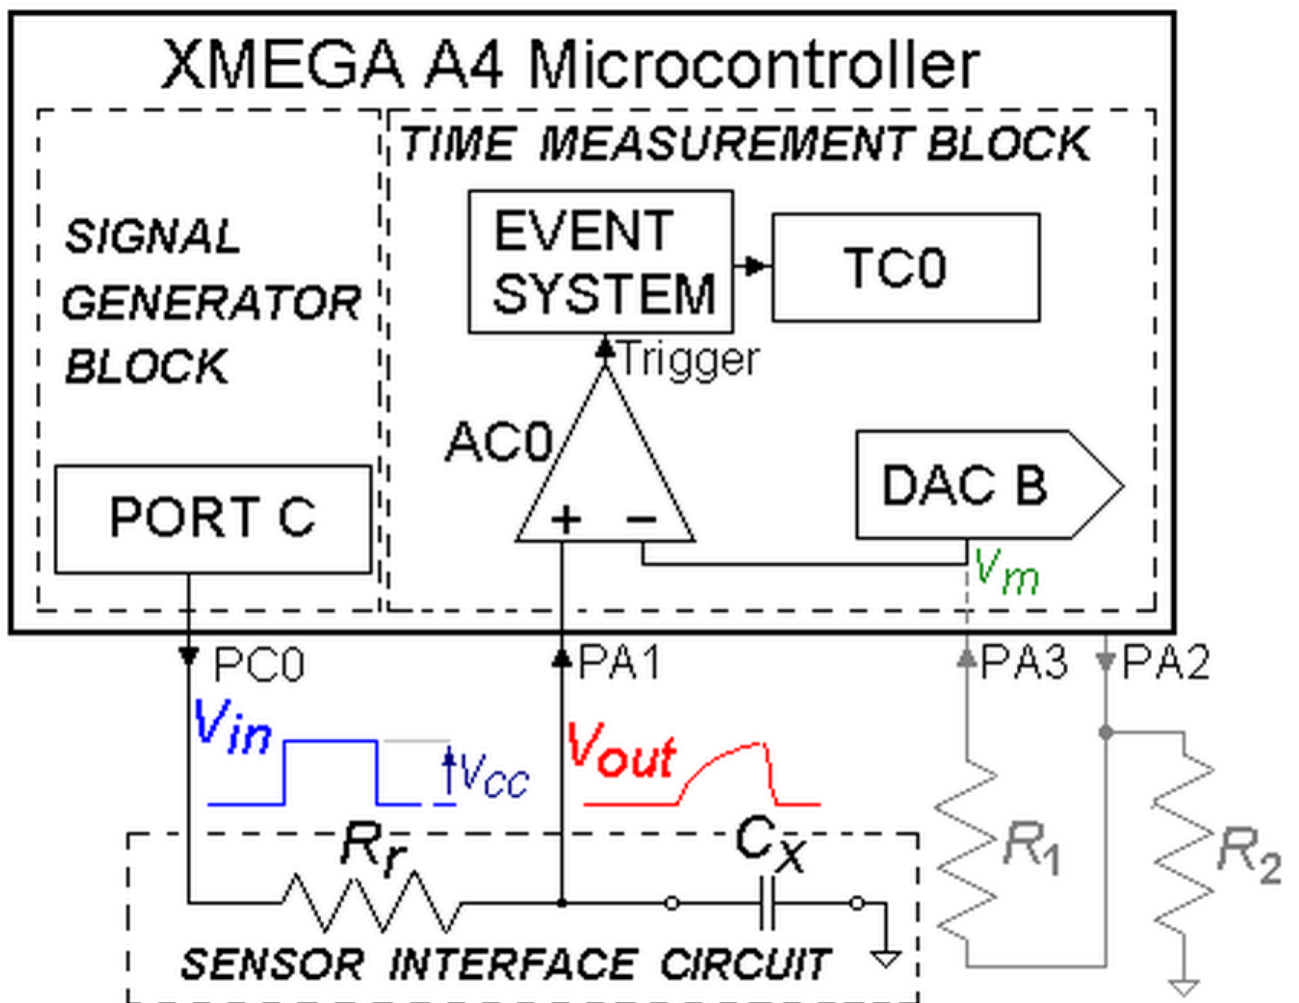 XMEGA A4 Microcontroller
TIME MEASUREMENT BLOCK
SIGNAL
GENERATOR
BLOCK
EVENT
SYSTEM
TC0
Trigger
AC0
+ −
DAC B
PORT C
Vm
PC0
PA1
PA3
PA2
Vin
Vcc
Vout
Rr
Cx
R1
R2
SENSOR INTERFACE CIRCUIT